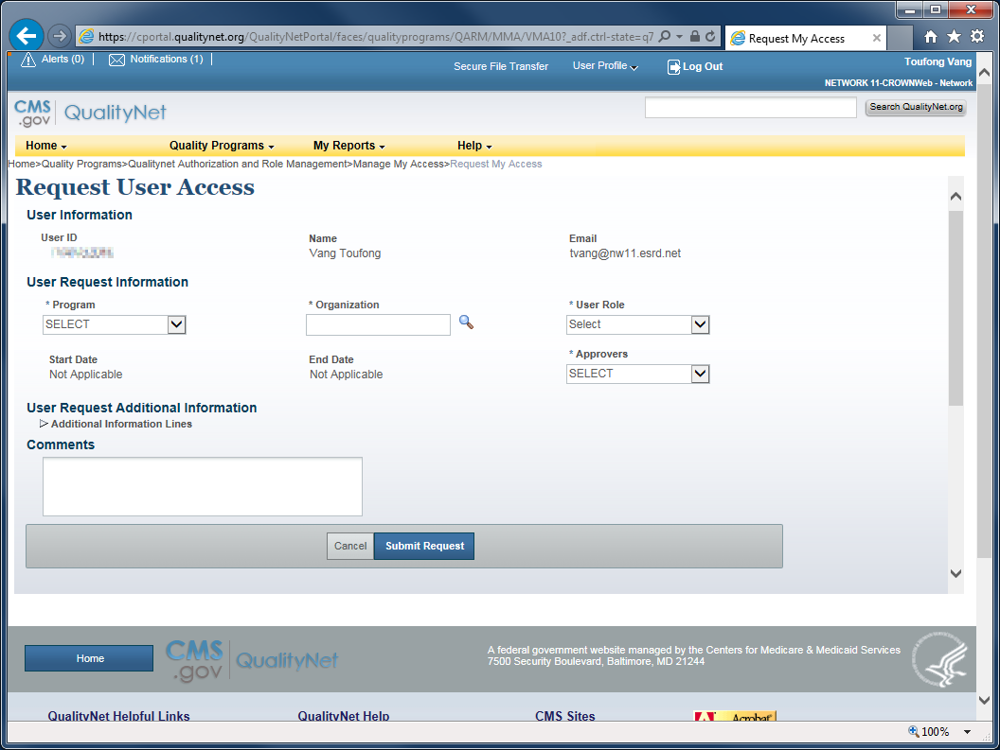 https://cportal.qualitynet.org/QualityNetPortal/faces/qualityprograms/QARM/MMA/VMA10?_adf.ctrl-state=q7
Request My Access
Alerts (0) | Notifications (1) |
Secure File Transfer User Profile Log Out
Toufong Vang
NETWORK 11-CROWNWeb - Network
CMS.gov | QualityNet
Search QualityNet.org
Home Quality Programs My Reports Help
Home>Quality Programs>Qualitynet Authorization and Role Management>Manage My Access>Request My Access
Request User Access
User Information
User ID Name Email
Vang Toufong tvang@nw11.esrd.net
User Request Information
* Program * Organization * User Role
SELECT Select
Start Date End Date * Approvers
Not Applicable Not Applicable SELECT
User Request Additional Information
Additional Information Lines
Comments
Cancel Submit Request
Home
CMS.gov | QualityNet
A federal government website managed by the Centers for Medicare & Medicaid Services
7500 Security Boulevard, Baltimore, MD 21244
QualityNet Helpful Links QualityNet Help CMS Sites Acrobat
100%